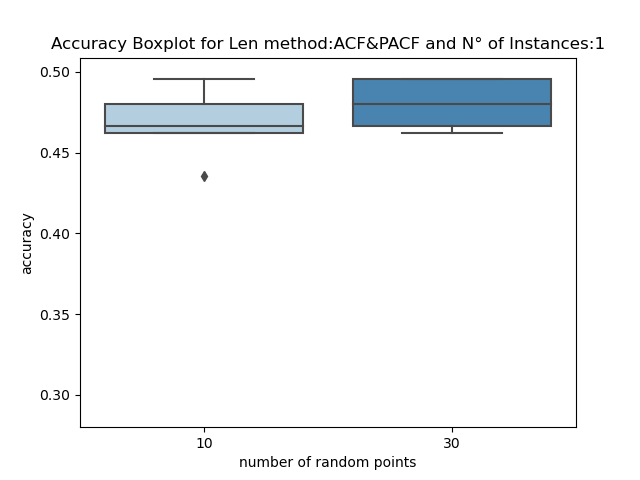 Accuracy Boxplot for Len method:ACF&PACF and N° of Instances:1
0.50
0.45
0.40
0.35
0.30
accuracy
10 30
number of random points